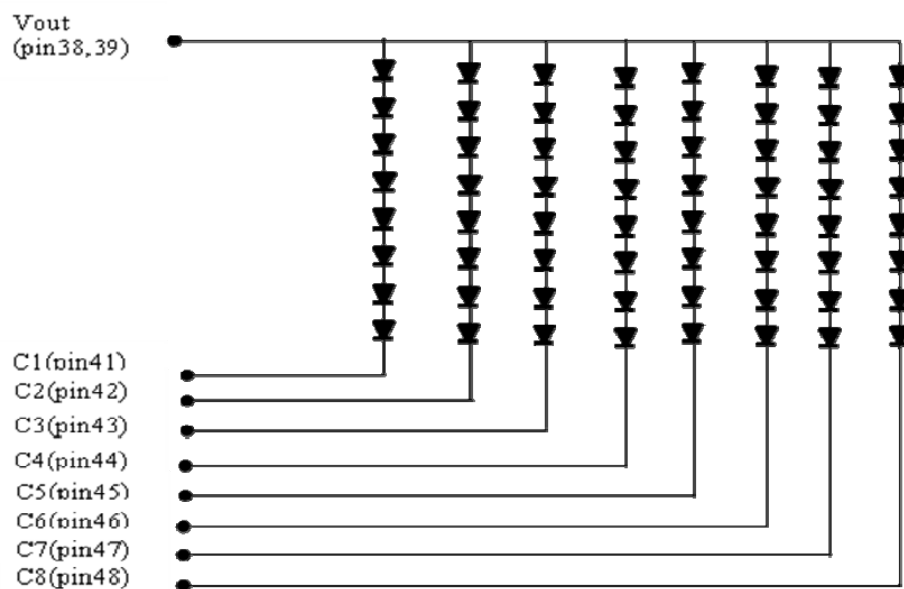 Vout
(pin38,39)
C1(pin41)
C2(pin42)
C3(pin43)
C4(pin44)
C5(pin45)
C6(pin46)
C7(pin47)
C8(pin48)